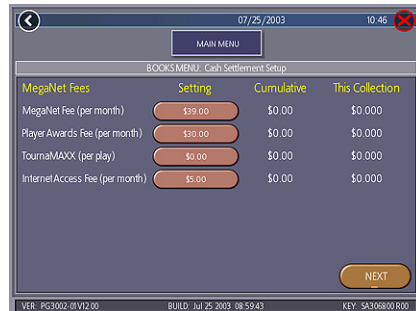 07/25/2003 10:46
MAIN MENU
BOOKS MENU: Cash Settlement Setup
MegaNet Fees Setting Cumulative This Collection
MegaNet Fee (per month) $39.00 $0.00 $0.000
Player Awards Fee (per month) $30.00 $0.00 $0.000
TournaMAXX (per play) $0.00 $0.00 $0.000
Internet Access Fee (per month) $5.00 $0.00 $0.000
NEXT
VER: PG3002-01V12.00 BUILD: Jul 25 2003 08:59:43 KEY: SA306800 R00